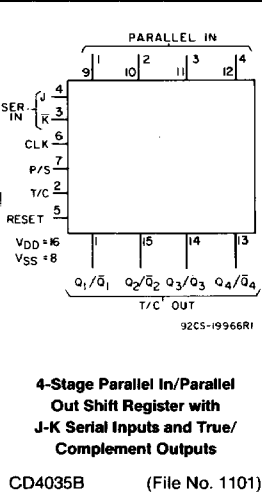 PARALLEL IN
1 2 3 4
9 10 11 12
SER. IN
J 4
K̅ 3
CLK 6
P/S 7
T/C 2
RESET 5
VDD = 16
VSS = 8
1 15 14 13
Q1/Q̅1 Q2/Q̅2 Q3/Q̅3 Q4/Q̅4
T/C OUT
92CS-19966R1
4-Stage Parallel In/Parallel
Out Shift Register with
J-K Serial Inputs and True/
Complement Outputs
CD4035B (File No. 1101)